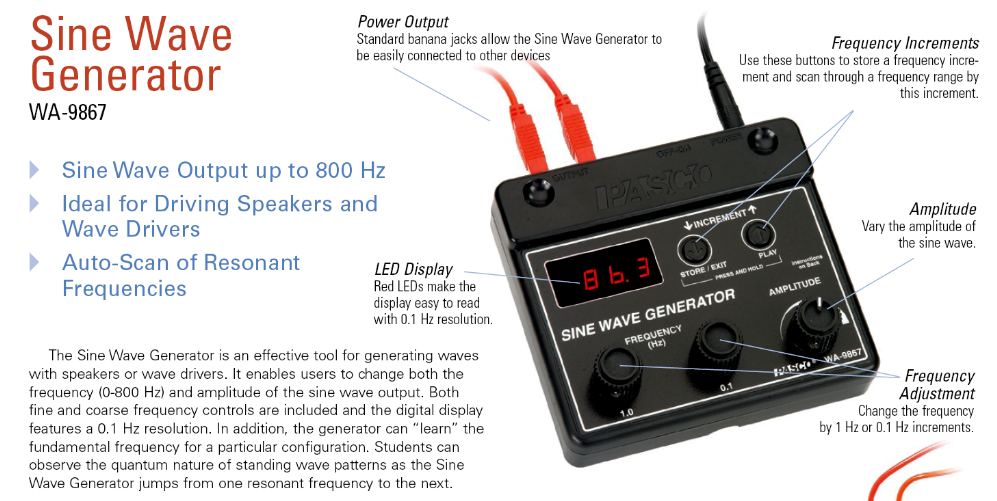 Sine Wave
Generator
WA-9867
Sine Wave Output up to 800 Hz
Ideal for Driving Speakers and
Wave Drivers
Auto-Scan of Resonant
Frequencies
The Sine Wave Generator is an effective tool for generating waves
with speakers or wave drivers. It enables users to change both the
frequency (0-800 Hz) and amplitude of the sine wave output. Both
fine and coarse frequency controls are included and the digital display
features a 0.1 Hz resolution. In addition, the generator can “learn” the
fundamental frequency for a particular configuration. Students can
observe the quantum nature of standing wave patterns as the Sine
Wave Generator jumps from one resonant frequency to the next.
Power Output
Standard banana jacks allow the Sine Wave Generator to
be easily connected to other devices
Frequency Increments
Use these buttons to store a frequency incre-
ment and scan through a frequency range by
this increment.
LED Display
Red LEDs make the
display easy to read
with 0.1 Hz resolution.
Amplitude
Vary the amplitude of
the sine wave.
Frequency
Adjustment
Change the frequency
by 1 Hz or 0.1 Hz increments.
OUTPUT
OFF-ON
POWER
PASCO
INCREMENT
STORE / EXIT
PLAY
PRESS AND HOLD
Instructions
on Back
86.3
SINE WAVE GENERATOR
AMPLITUDE
FREQUENCY
(Hz)
1.0
0.1
PASCO
WA-9867